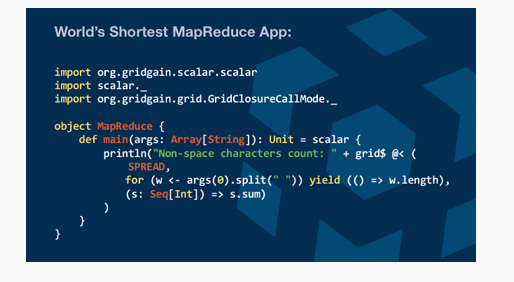 World's Shortest MapReduce App:
import org.gridgain.scalar.scalar
import scalar._
import org.gridgain.grid.GridClosureCallMode._
object MapReduce {
def main(args: Array[String]): Unit = scalar {
println("Non-space characters count: " + grid$ @< (
SPREAD,
for (w <- args(0).split(" ")) yield (() => w.length),
(s: Seq[Int]) => s.sum)
)
}
}